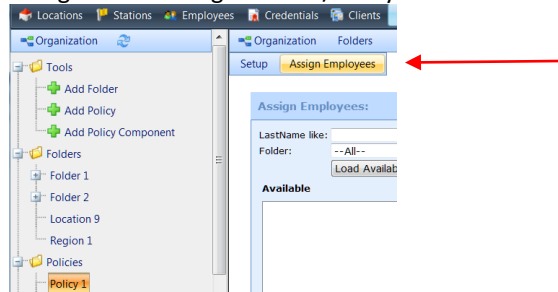 Locations Stations Employees Credentials Clients
Organization
Organization Folders
Setup Assign Employees
Tools
Add Folder
Add Policy
Add Policy Component
Folders
Folder 1
Folder 2
Location 9
Region 1
Policies
Policy 1
Assign Employees:
LastName like:
Folder: --All--
Load Availab
Available